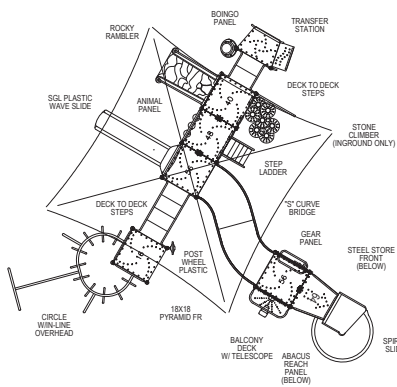 BOINGO
PANEL
TRANSFER
STATION
ROCKY
RAMBLER
DECK TO DECK
STEPS
SGL PLASTIC
WAVE SLIDE
ANIMAL
PANEL
STONE
CLIMBER
(INGROUND ONLY)
STEP
LADDER
DECK TO DECK
STEPS
"S" CURVE
BRIDGE
GEAR
PANEL
POST
WHEEL
PLASTIC
STEEL STORE
FRONT
(BELOW)
18X18
PYRAMID FR
CIRCLE
W/IN-LINE
OVERHEAD
BALCONY
DECK
W/ TELESCOPE
ABACUS
REACH
PANEL
(BELOW)